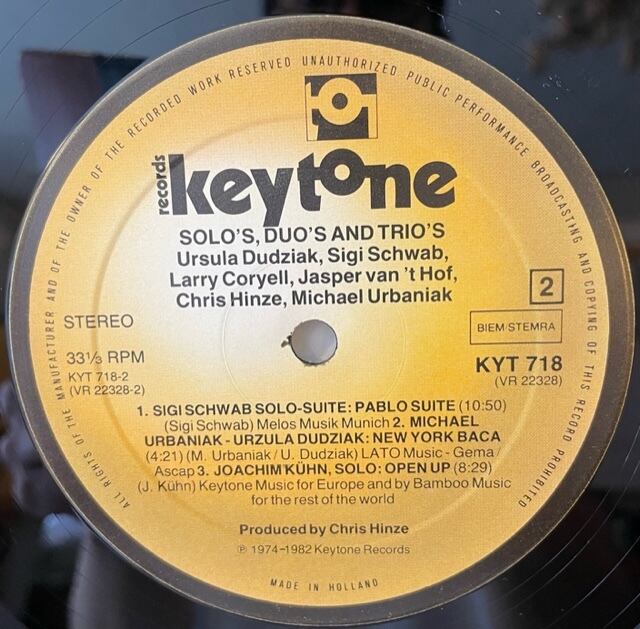 ALL RIGHTS OF THE MANUFACTURER AND OF THE OWNER OF THE RECORDED WORK RESERVED UNAUTHORIZED PUBLIC PERFORMANCE BROADCASTING AND COPYING OF THIS RECORD PROHIBITED
records
keytone
SOLO'S, DUO'S AND TRIO'S
Ursula Dudziak, Sigi Schwab,
Larry Coryell, Jasper van 't Hof,
Chris Hinze, Michael Urbaniak
2
STEREO
BIEM/STEMRA
33⅓ RPM
KYT 718-2
(VR 22328-2)
KYT 718
(VR 22328)
1. SIGI SCHWAB SOLO-SUITE: PABLO SUITE (10:50)
(Sigi Schwab) Melos Musik Munich 2. MICHAEL
URBANIAK - URZULA DUDZIAK: NEW YORK BACA
(4:21) (M. Urbaniak / U. Dudziak) LATO Music - Gema /
Ascap 3. JOACHIM KÜHN, SOLO: OPEN UP (8:29)
(J. Kühn) Keytone Music for Europe and by Bamboo Music
for the rest of the world
Produced by Chris Hinze
℗ 1974-1982 Keytone Records
MADE IN HOLLAND